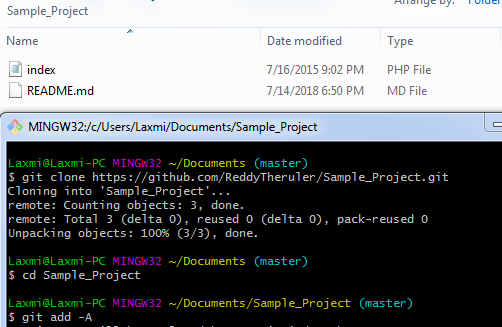 Arrange by:
Folder
Sample_Project
Name Date modified Type
index 7/16/2015 9:02 PM PHP File
README.md 7/14/2018 6:50 PM MD File
MINGW32:/c/Users/Laxmi/Documents/Sample_Project
Laxmi@Laxmi-PC MINGW32 ~/Documents (master)
$ git clone https://github.com/ReddyTheruler/Sample_Project.git
Cloning into 'Sample_Project'...
remote: Counting objects: 3, done.
remote: Total 3 (delta 0), reused 0 (delta 0), pack-reused 0
Unpacking objects: 100% (3/3), done.
Laxmi@Laxmi-PC MINGW32 ~/Documents (master)
$ cd Sample_Project
Laxmi@Laxmi-PC MINGW32 ~/Documents/Sample_Project (master)
$ git add -A